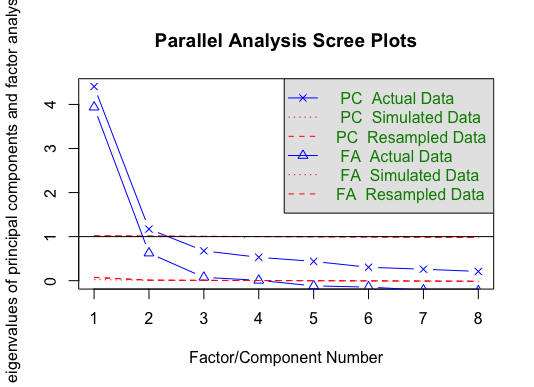 Parallel Analysis Scree Plots
eigenvalues of principal components and factor analys
4
3
2
1
0
PC Actual Data
PC Simulated Data
PC Resampled Data
FA Actual Data
FA Simulated Data
FA Resampled Data
1 2 3 4 5 6 7 8
Factor/Component Number